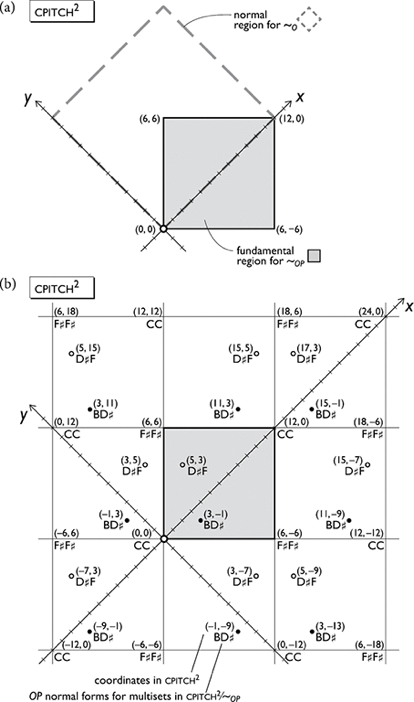 (a)
CPITCH²
normal
region for ~O
y
x
(6, 6)
(12, 0)
(0, 0)
(6, −6)
fundamental
region for ~OP
(b)
CPITCH²
x
(6, 18)
F♯F♯
(12, 12)
CC
(18, 6)
F♯F♯
(24, 0)
CC
(5, 15)
D♯F
(15, 5)
D♯F
(17, 3)
D♯F
(3, 11)
BD♯
(11, 3)
BD♯
(15, −1)
BD♯
y
(0, 12)
CC
(6, 6)
F♯F♯
(12, 0)
CC
(18, −6)
F♯F♯
(3, 5)
D♯F
(5, 3)
D♯F
(15, −7)
D♯F
(−1, 3)
BD♯
(3, −1)
BD♯
(11, −9)
BD♯
(−6, 6)
F♯F♯
(0, 0)
CC
(6, −6)
F♯F♯
(12, −12)
CC
(−7, 3)
D♯F
(3, −7)
D♯F
(5, −9)
D♯F
(−9, −1)
BD♯
(−1, −9)
BD♯
(3, −13)
BD♯
(−12, 0)
CC
(−6, −6)
F♯F♯
(0, −12)
CC
(6, −18)
F♯F♯
coordinates in CPITCH²
OP normal forms for multisets in CPITCH²/~OP